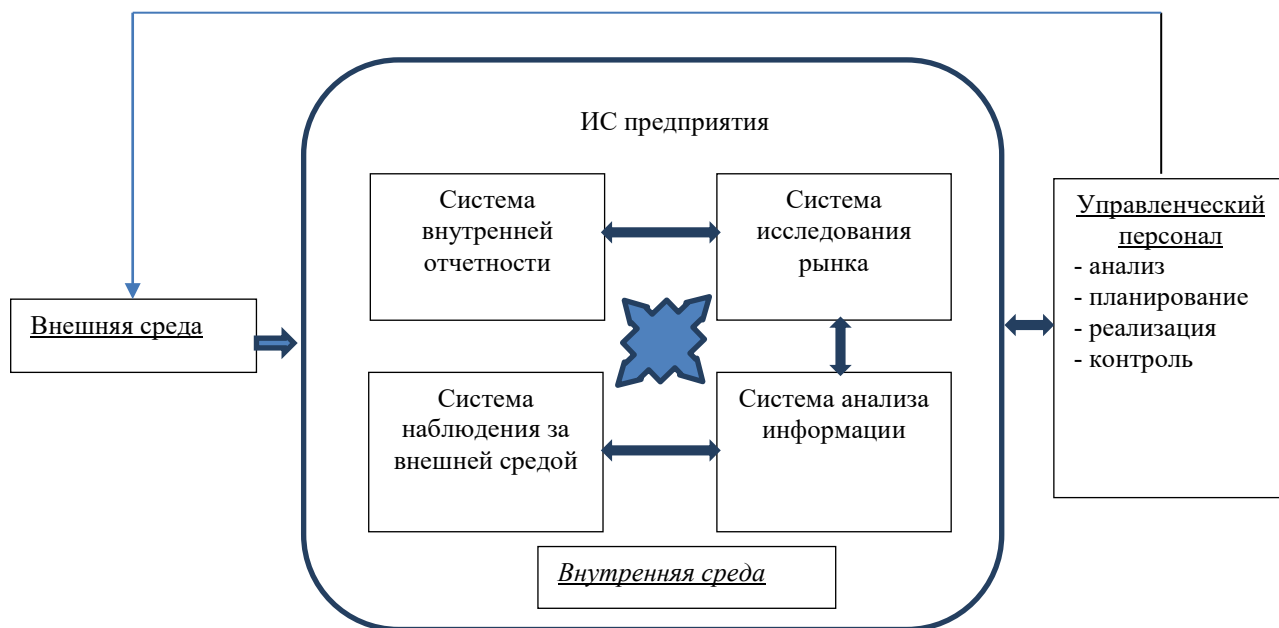 ИС предприятия
Система
внутренней
отчетности
Система
исследования
рынка
Управленческий
персонал
- анализ
- планирование
- реализация
- контроль
Внешняя среда
Система
наблюдения за
внешней средой
Система анализа
информации
Внутренняя среда